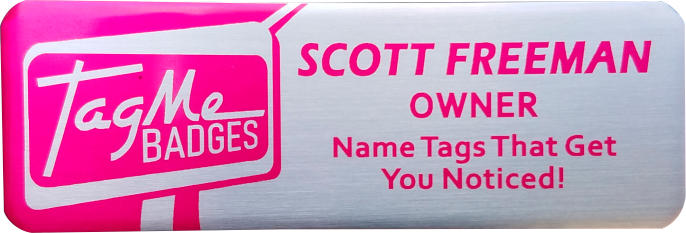 TagMe
BADGES
SCOTT FREEMAN
OWNER
Name Tags That Get
You Noticed!